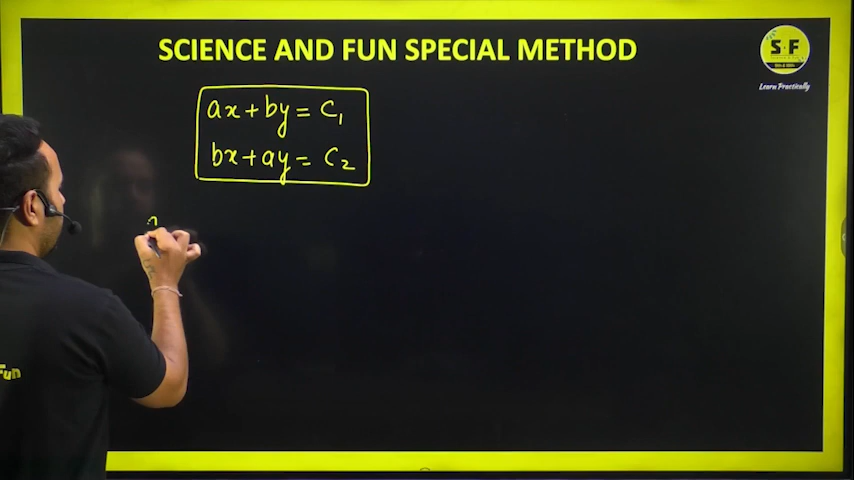 SCIENCE AND FUN SPECIAL METHOD
S·F
Learn Practically
ax + by = C₁
bx + ay = C₂
Fun